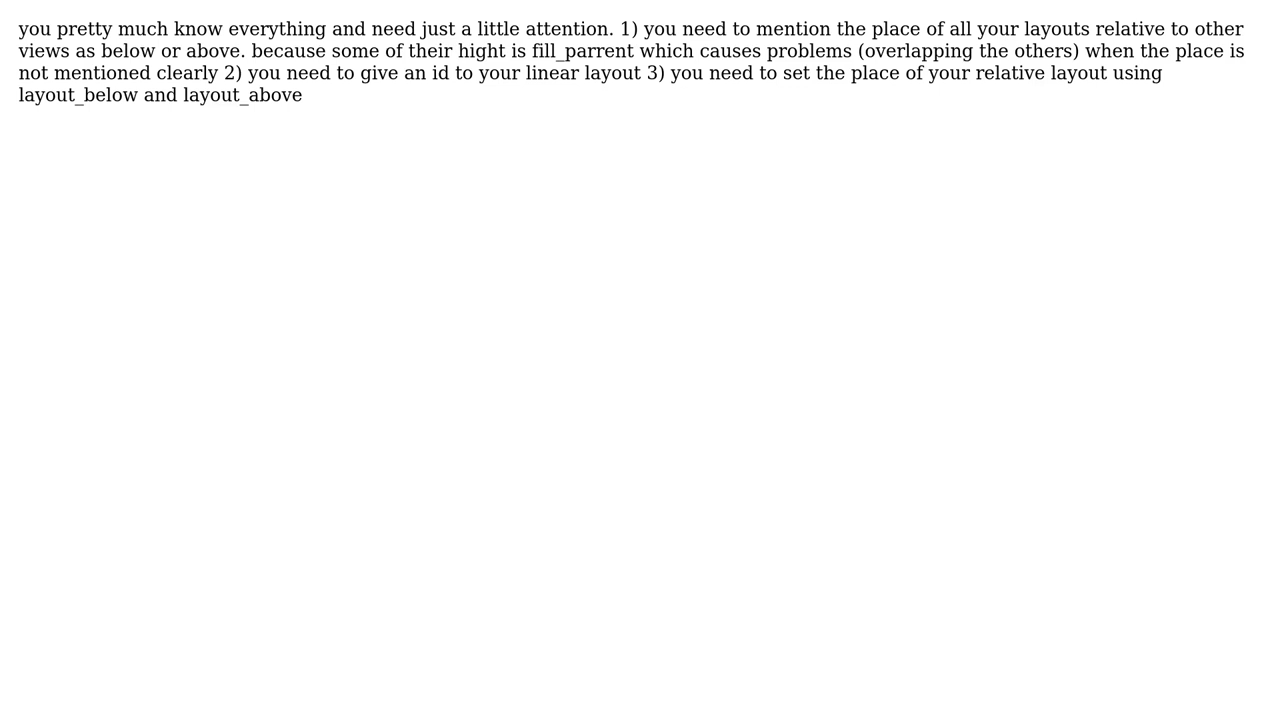 you pretty much know everything and need just a little attention. 1) you need to mention the place of all your layouts relative to other
views as below or above. because some of their hight is fill_parrent which causes problems (overlapping the others) when the place is
not mentioned clearly 2) you need to give an id to your linear layout 3) you need to set the place of your relative layout using
layout_below and layout_above